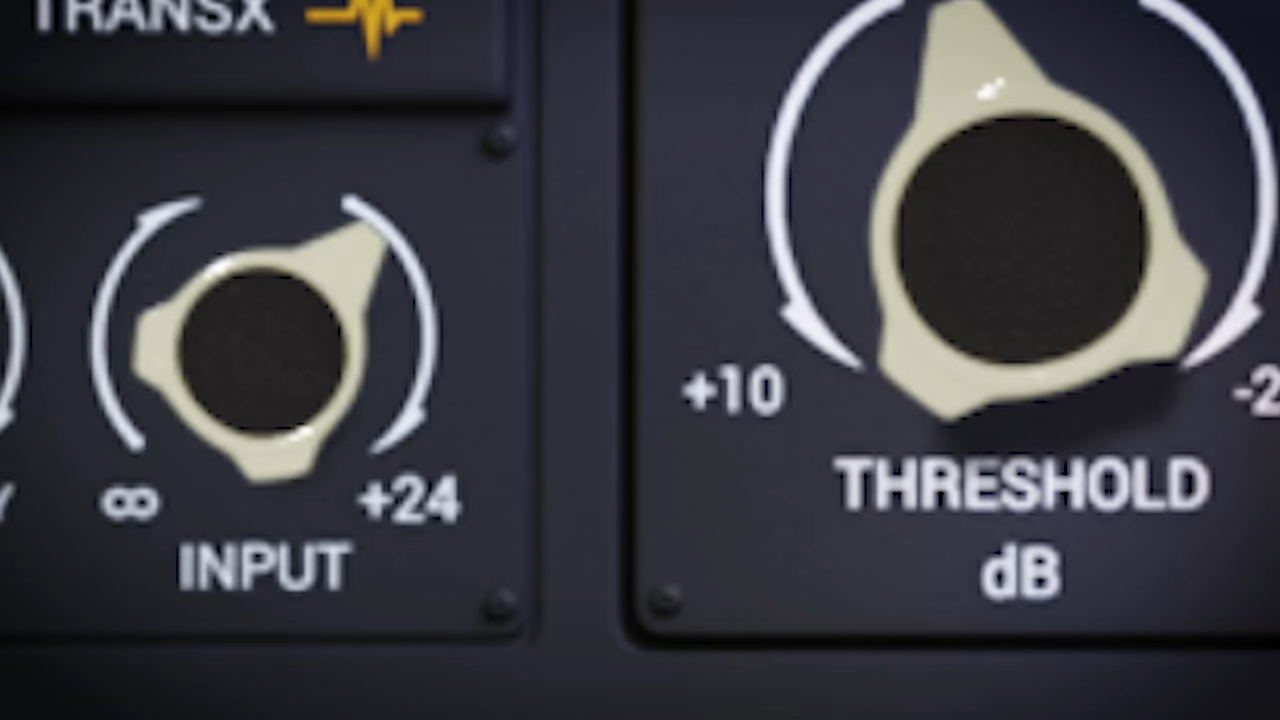 TRANSX
∞ +24
INPUT
+10
THRESHOLD
dB